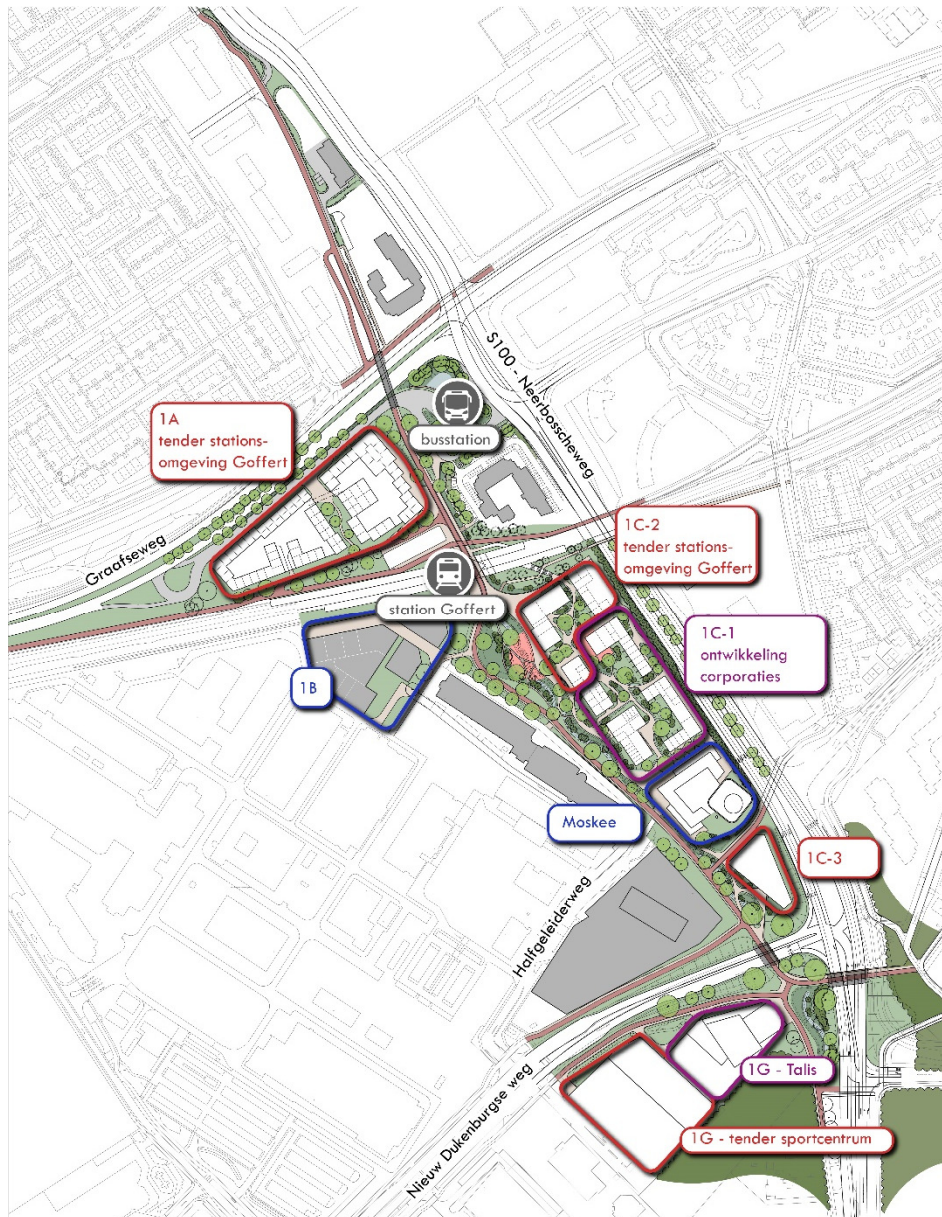 S100 - Neerbosscheweg
1A
tender stations-
omgeving Goffert
busstation
Graafseweg
1C-2
tender stations-
omgeving Goffert
station Goffert
1C-1
ontwikkeling
corporaties
1B
Moskee
1C-3
Halfgeleiderweg
1G - Talis
1G - tender sportcentrum
Nieuw Dukenburgse weg